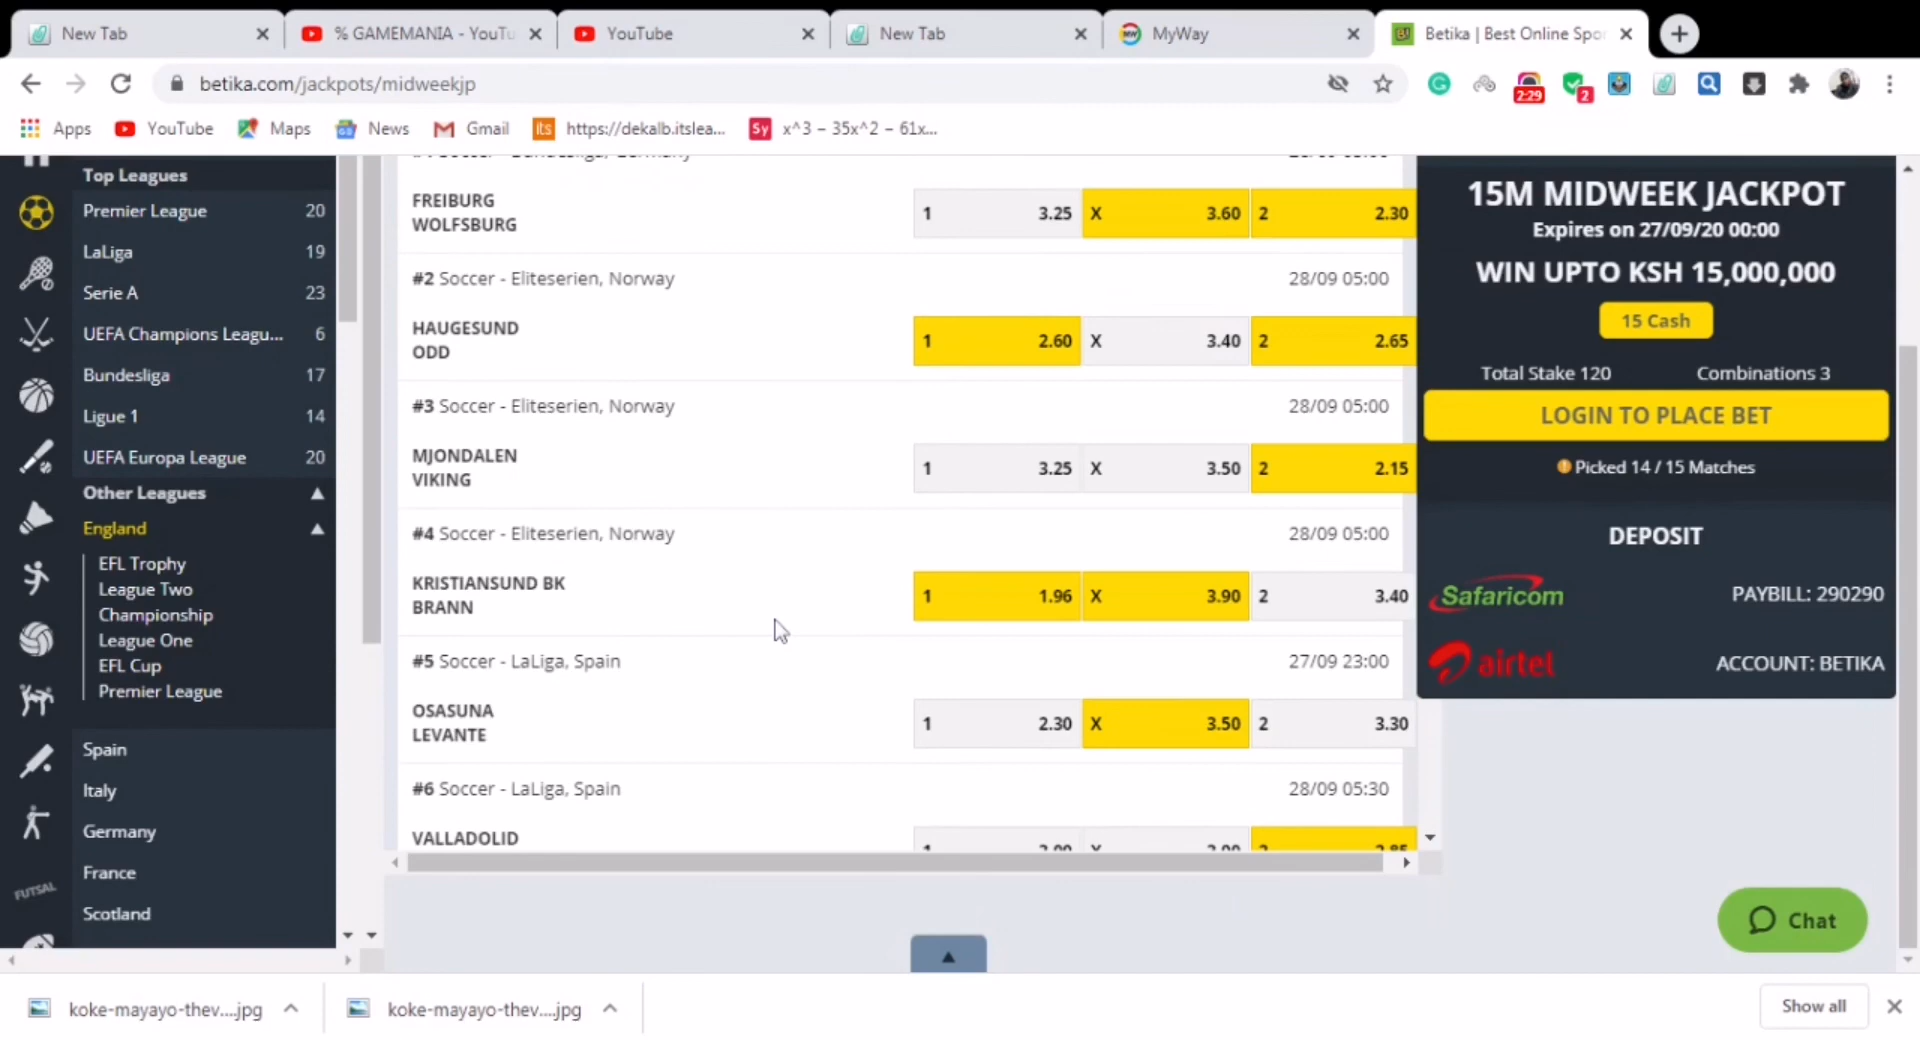 New Tab
% GAMEMANIA - YouTu
YouTube
New Tab
MyWay
Betika | Best Online Spor
betika.com/jackpots/midweekjp
2:29
2
Apps
YouTube
Maps
News
Gmail
its
https://dekalb.itslea...
Sy
x^3 – 35x^2 – 61x...
Top Leagues
Premier League 20
LaLiga 19
Serie A 23
UEFA Champions Leagu... 6
Bundesliga 17
Ligue 1 14
UEFA Europa League 20
Other Leagues
England
EFL Trophy
League Two
Championship
League One
EFL Cup
Premier League
Spain
Italy
Germany
France
FUTSAL
Scotland
FREIBURG
WOLFSBURG
1 3.25 X 3.60 2 2.30
#2 Soccer - Eliteserien, Norway 28/09 05:00
HAUGESUND
ODD
1 2.60 X 3.40 2 2.65
#3 Soccer - Eliteserien, Norway 28/09 05:00
MJONDALEN
VIKING
1 3.25 X 3.50 2 2.15
#4 Soccer - Eliteserien, Norway 28/09 05:00
KRISTIANSUND BK
BRANN
1 1.96 X 3.90 2 3.40
#5 Soccer - LaLiga, Spain 27/09 23:00
OSASUNA
LEVANTE
1 2.30 X 3.50 2 3.30
#6 Soccer - LaLiga, Spain 28/09 05:30
VALLADOLID
15M MIDWEEK JACKPOT
Expires on 27/09/20 00:00
WIN UPTO KSH 15,000,000
15 Cash
Total Stake 120 Combinations 3
LOGIN TO PLACE BET
Picked 14 / 15 Matches
DEPOSIT
Safaricom PAYBILL: 290290
airtel ACCOUNT: BETIKA
Chat
koke-mayayo-thev....jpg
koke-mayayo-thev....jpg
Show all